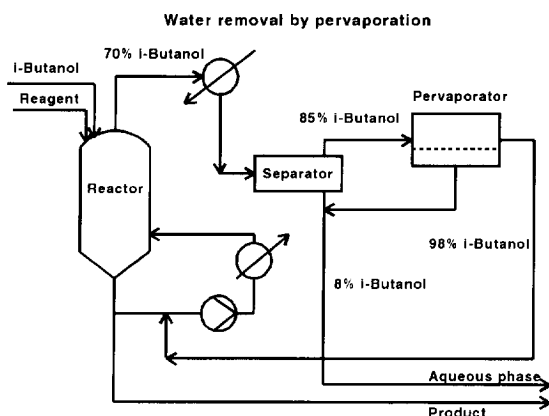 Water removal by pervaporation
70% i-Butanol
i-Butanol
Reagent
85% i-Butanol
Pervaporator
Separator
Reactor
98% i-Butanol
8% i-Butanol
Aqueous phase
Product